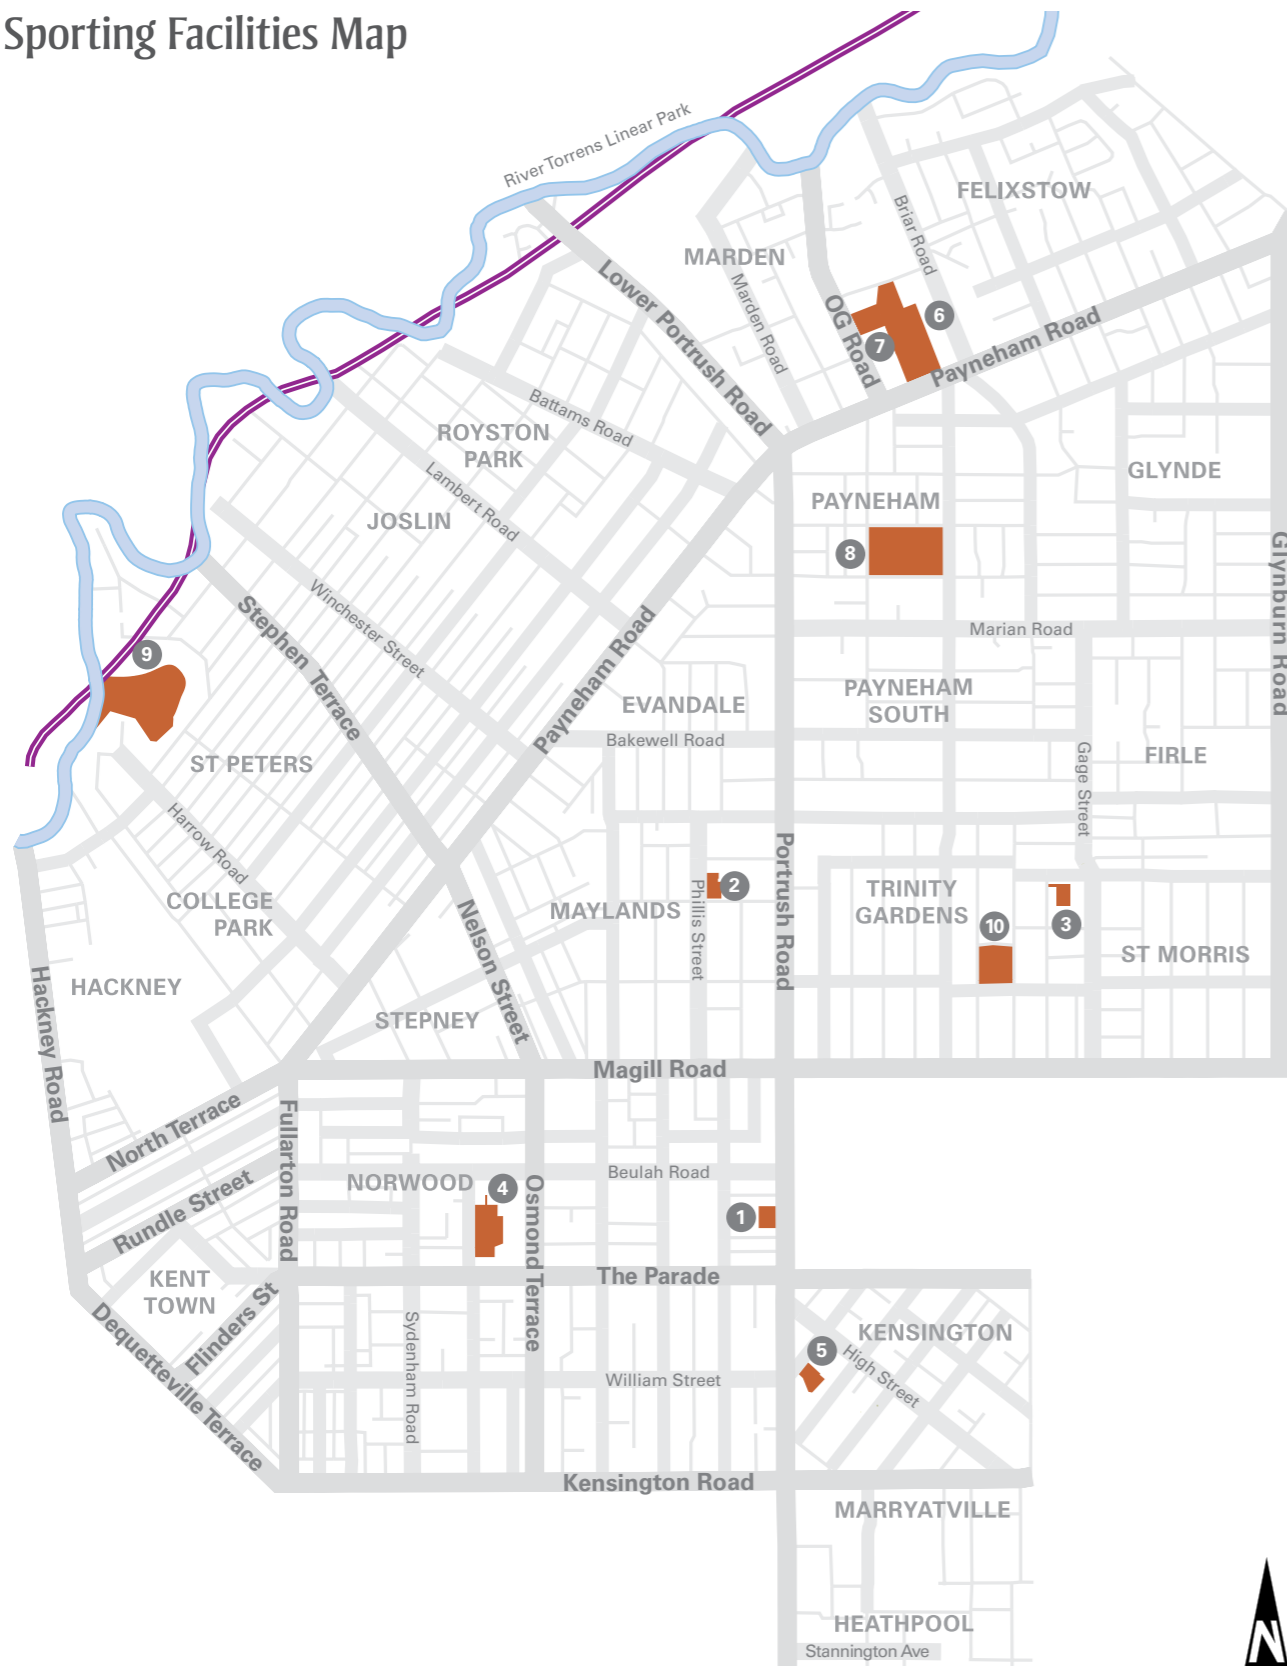 Sporting Facilities Map
River Torrens Linear Park
FELIXSTOW
Briar Road
MARDEN
Marden Road
Lower Portrush Road
OG Road
6
7
Payneham Road
Battams Road
ROYSTON
PARK
Lambert Road
JOSLIN
GLYNDE
PAYNEHAM
8
Glynburn Road
Winchester Street
Stephen Terrace
Payneham Road
Marian Road
9
EVANDALE
PAYNEHAM
SOUTH
Bakewell Road
Gage Street
FIRLE
ST PETERS
Harrow Road
Portrush Road
COLLEGE
PARK
2
Phillis Street
MAYLANDS
TRINITY
GARDENS
10
3
ST MORRIS
Nelson Street
HACKNEY
Hackney Road
STEPNEY
Magill Road
North Terrace
Fullarton Road
Rundle Street
NORWOOD
4
Osmond Terrace
Beulah Road
1
The Parade
KENT
TOWN
Flinders St
Dequetteville Terrace
Sydenham Road
William Street
KENSINGTON
5
High Street
Kensington Road
MARRYATVILLE
HEATHPOOL
Stannington Ave
N